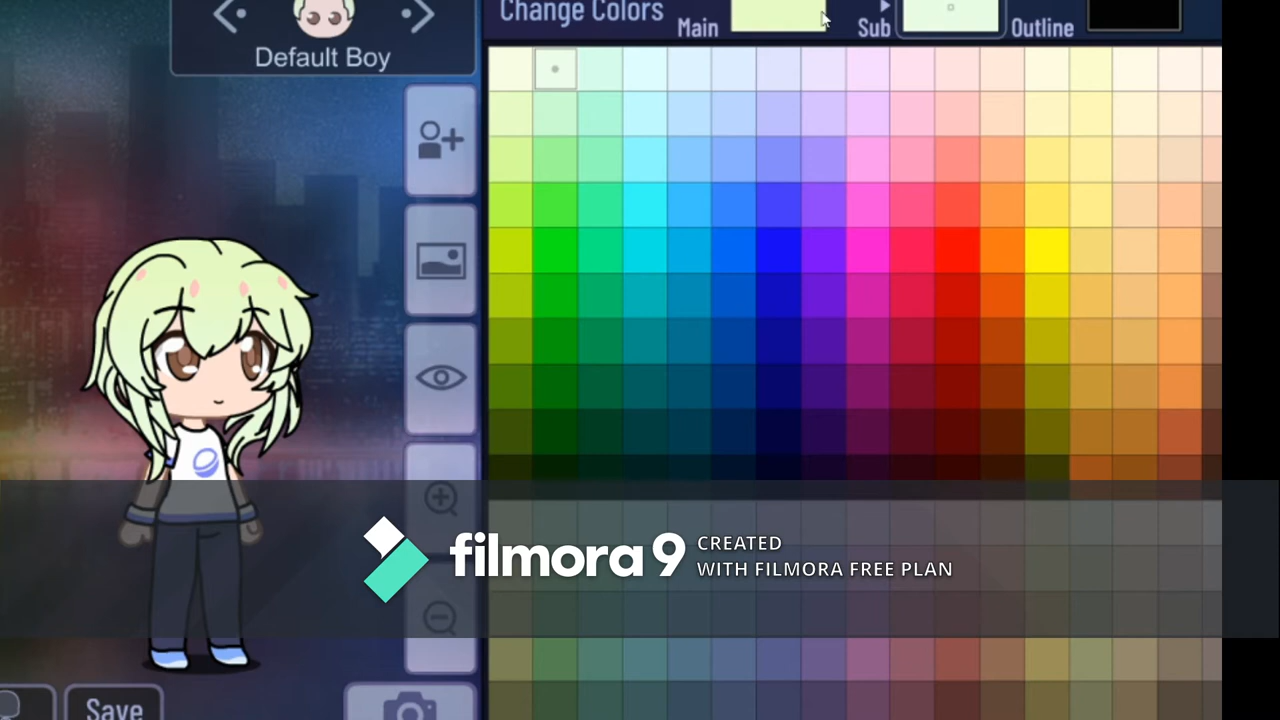 Change Colors
Main
Sub
Outline
Default Boy
filmora 9
CREATED
WITH FILMORA FREE PLAN
Save